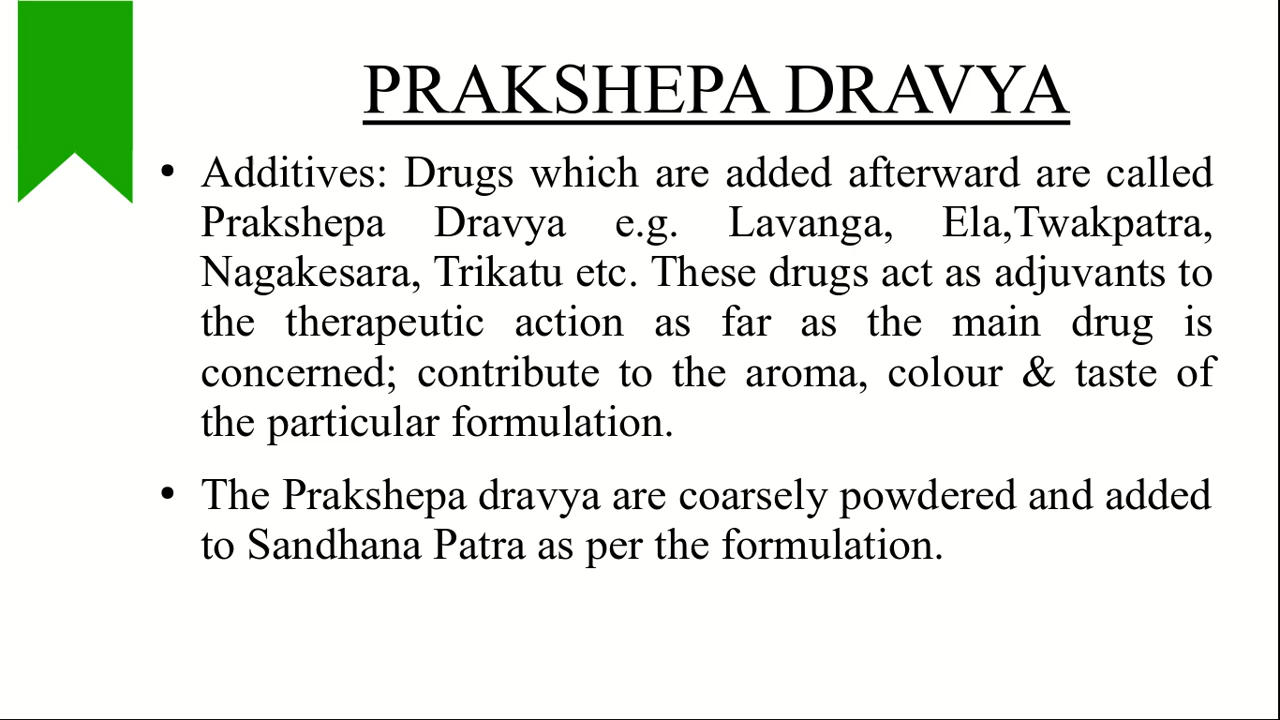 PRAKSHEPA DRAVYA
• Additives: Drugs which are added afterward are called
Prakshepa Dravya e.g. Lavanga, Ela,Twakpatra,
Nagakesara, Trikatu etc. These drugs act as adjuvants to
the therapeutic action as far as the main drug is
concerned; contribute to the aroma, colour & taste of
the particular formulation.
• The Prakshepa dravya are coarsely powdered and added
to Sandhana Patra as per the formulation.